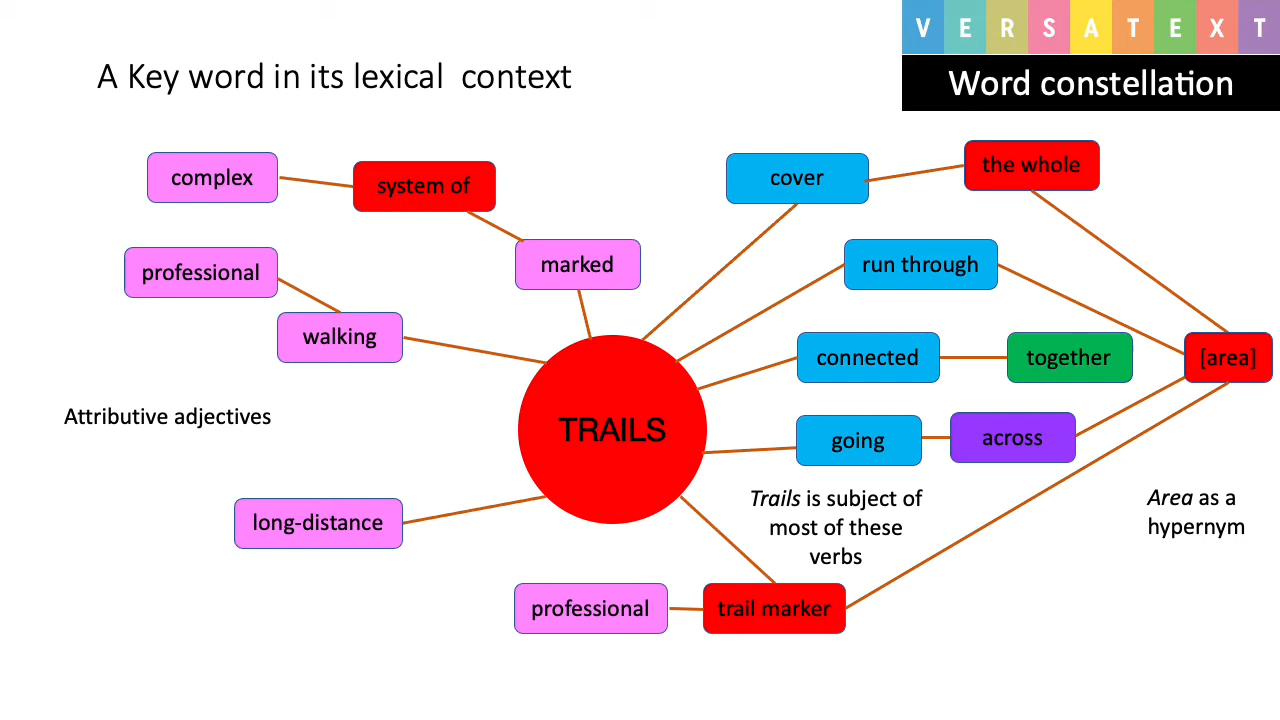 VERSATEXT
Word constellation
A Key word in its lexical context
complex
system of
cover
the whole
professional
marked
run through
walking
connected
together
[area]
Attributive adjectives
TRAILS
going
across
long-distance
Trails is subject of
most of these
verbs
Area as a
hypernym
professional
trail marker